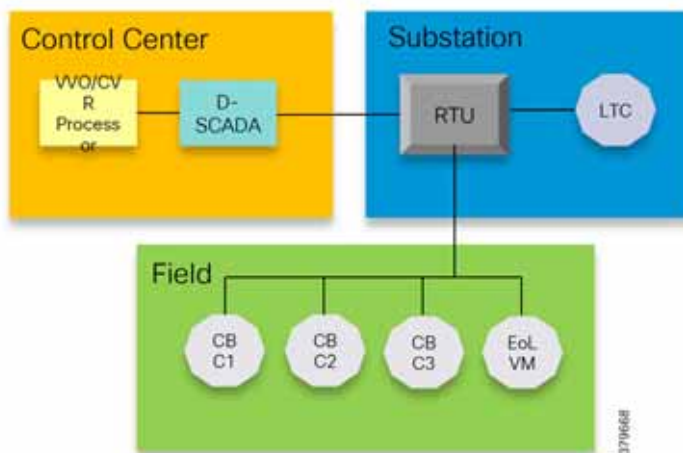 Control Center
VVO/CV
R
Process
or
D-
SCADA
Substation
RTU
LTC
Field
CB
C1
CB
C2
CB
C3
EoL
VM
079668